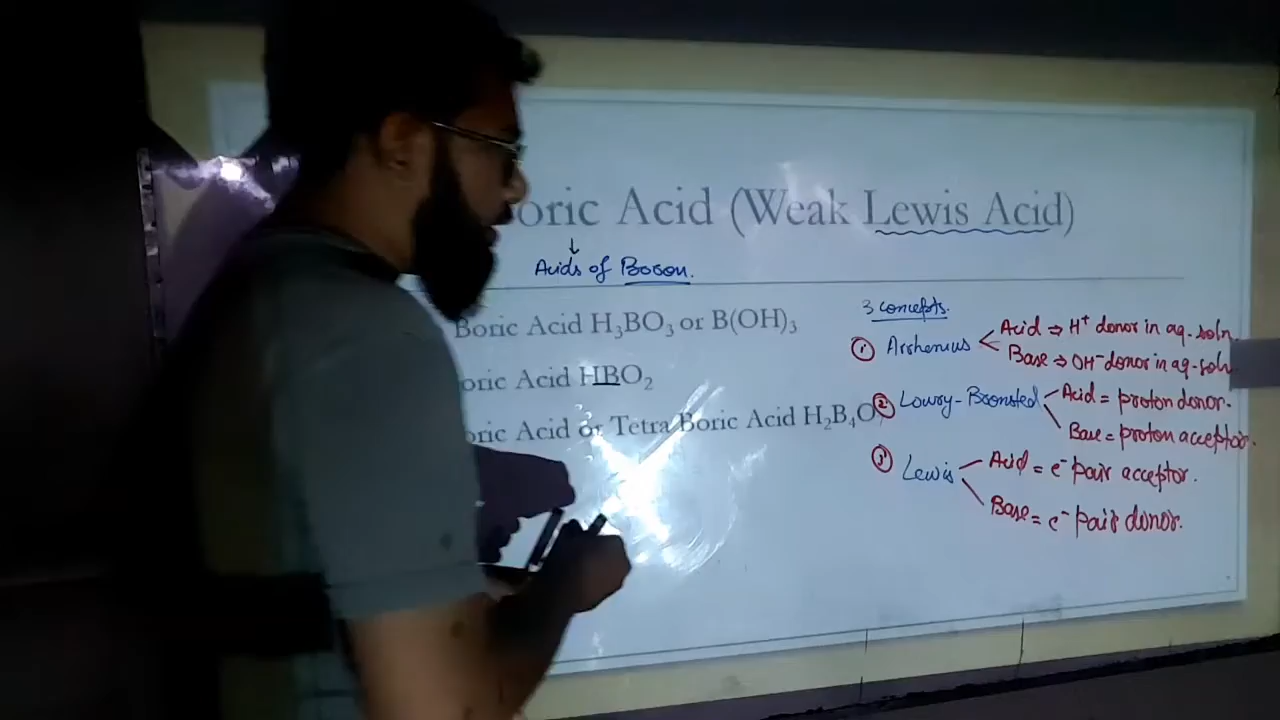 oric Acid (Weak Lewis Acid)
↓
Acids of Boron.
Boric Acid H₃BO₃ or B(OH)₃
oric Acid HBO₂
oric Acid or Tetra Boric Acid H₂B₄O
3 concepts.
① Arrhenius
Acid ⇒ H⁺ donor in aq. soln.
Base ⇒ OH⁻ donor in aq. soln
② Lowry-Bronsted
Acid = proton donor.
Base = proton acceptor.
③ Lewis
Acid = e⁻ pair acceptor.
Base = e⁻ pair donor.